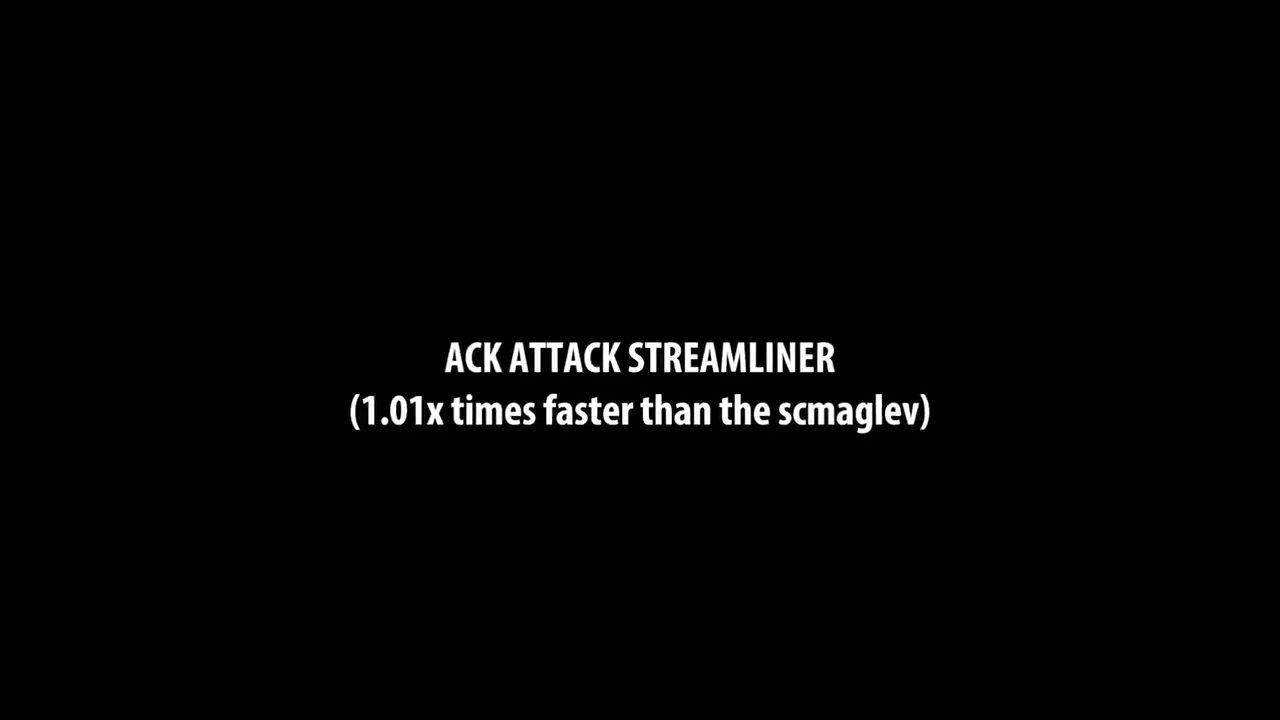 ACK ATTACK STREAMLINER
(1.01x times faster than the scmaglev)